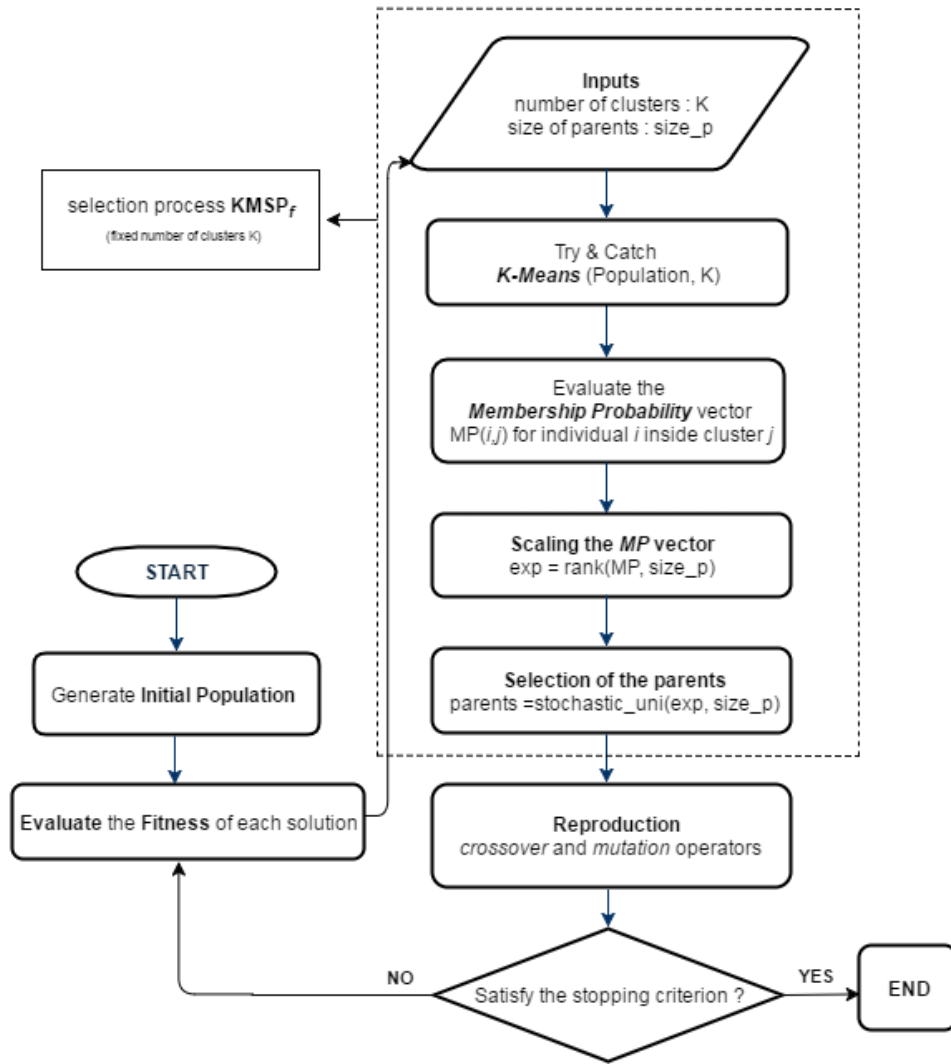 Inputs
number of clusters : K
size of parents : size_p
selection process KMSPf
(fixed number of clusters K)
Try & Catch
K-Means (Population, K)
Evaluate the
Membership Probability vector
MP(i,j) for individual i inside cluster j
Scaling the MP vector
exp = rank(MP, size_p)
START
Generate Initial Population
Selection of the parents
parents =stochastic_uni(exp, size_p)
Evaluate the Fitness of each solution
Reproduction
crossover and mutation operators
NO
Satisfy the stopping criterion ?
YES
END